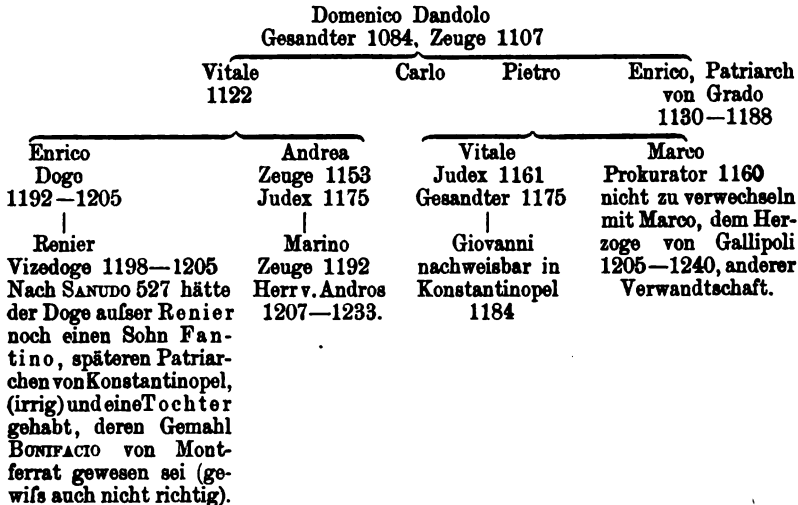 Domenico Dandolo
Gesandter 1084, Zeuge 1107
Vitale
1122
Carlo
Pietro
Enrico, Patriarch
von Grado
1130—1188
Enrico
Doge
1192—1205
Renier
Vizedoge 1198—1205
Nach SANUDO 527 hätte
der Doge auſser Renier
noch einen Sohn Fan-
tino, späteren Patriar-
chen von Konstantinopel,
(irrig) und eine Tochter
gehabt, deren Gemahl
BONIFACIO von Mont-
ferrat gewesen sei (ge-
wiſs auch nicht richtig).
Andrea
Zeuge 1153
Judex 1175
Marino
Zeuge 1192
Herr v. Andros
1207—1233.
Vitale
Judex 1161
Gesandter 1175
Giovanni
nachweisbar in
Konstantinopel
1184
Marco
Prokurator 1160
nicht zu verwechseln
mit Marco, dem Her-
zoge von Gallipoli
1205—1240, anderer
Verwandtschaft.